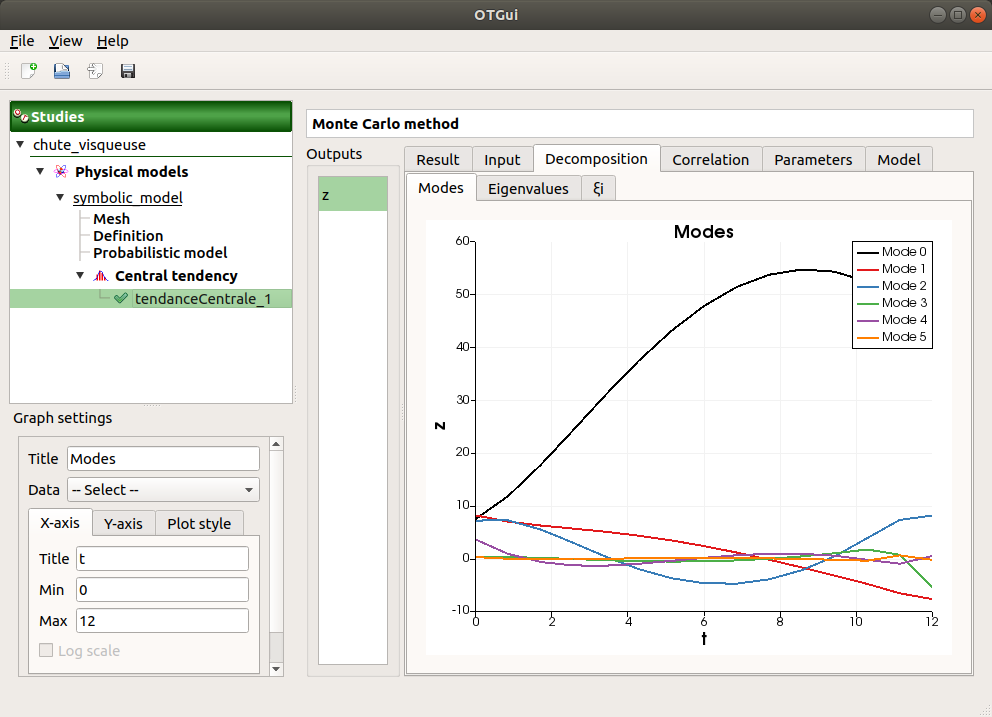 OTGui
File View Help
Studies
chute_visqueuse
Physical models
symbolic_model
Mesh
Definition
Probabilistic model
Central tendency
tendanceCentrale_1
Graph settings
Title Modes
Data -- Select --
X-axis Y-axis Plot style
Title t
Min 0
Max 12
Log scale
Monte Carlo method
Outputs
z
Result Input Decomposition Correlation Parameters Model
Modes Eigenvalues ξi
Modes
z
60
50
40
30
20
10
0
-10
0 2 4 6 8 10 12
t
Mode 0
Mode 1
Mode 2
Mode 3
Mode 4
Mode 5